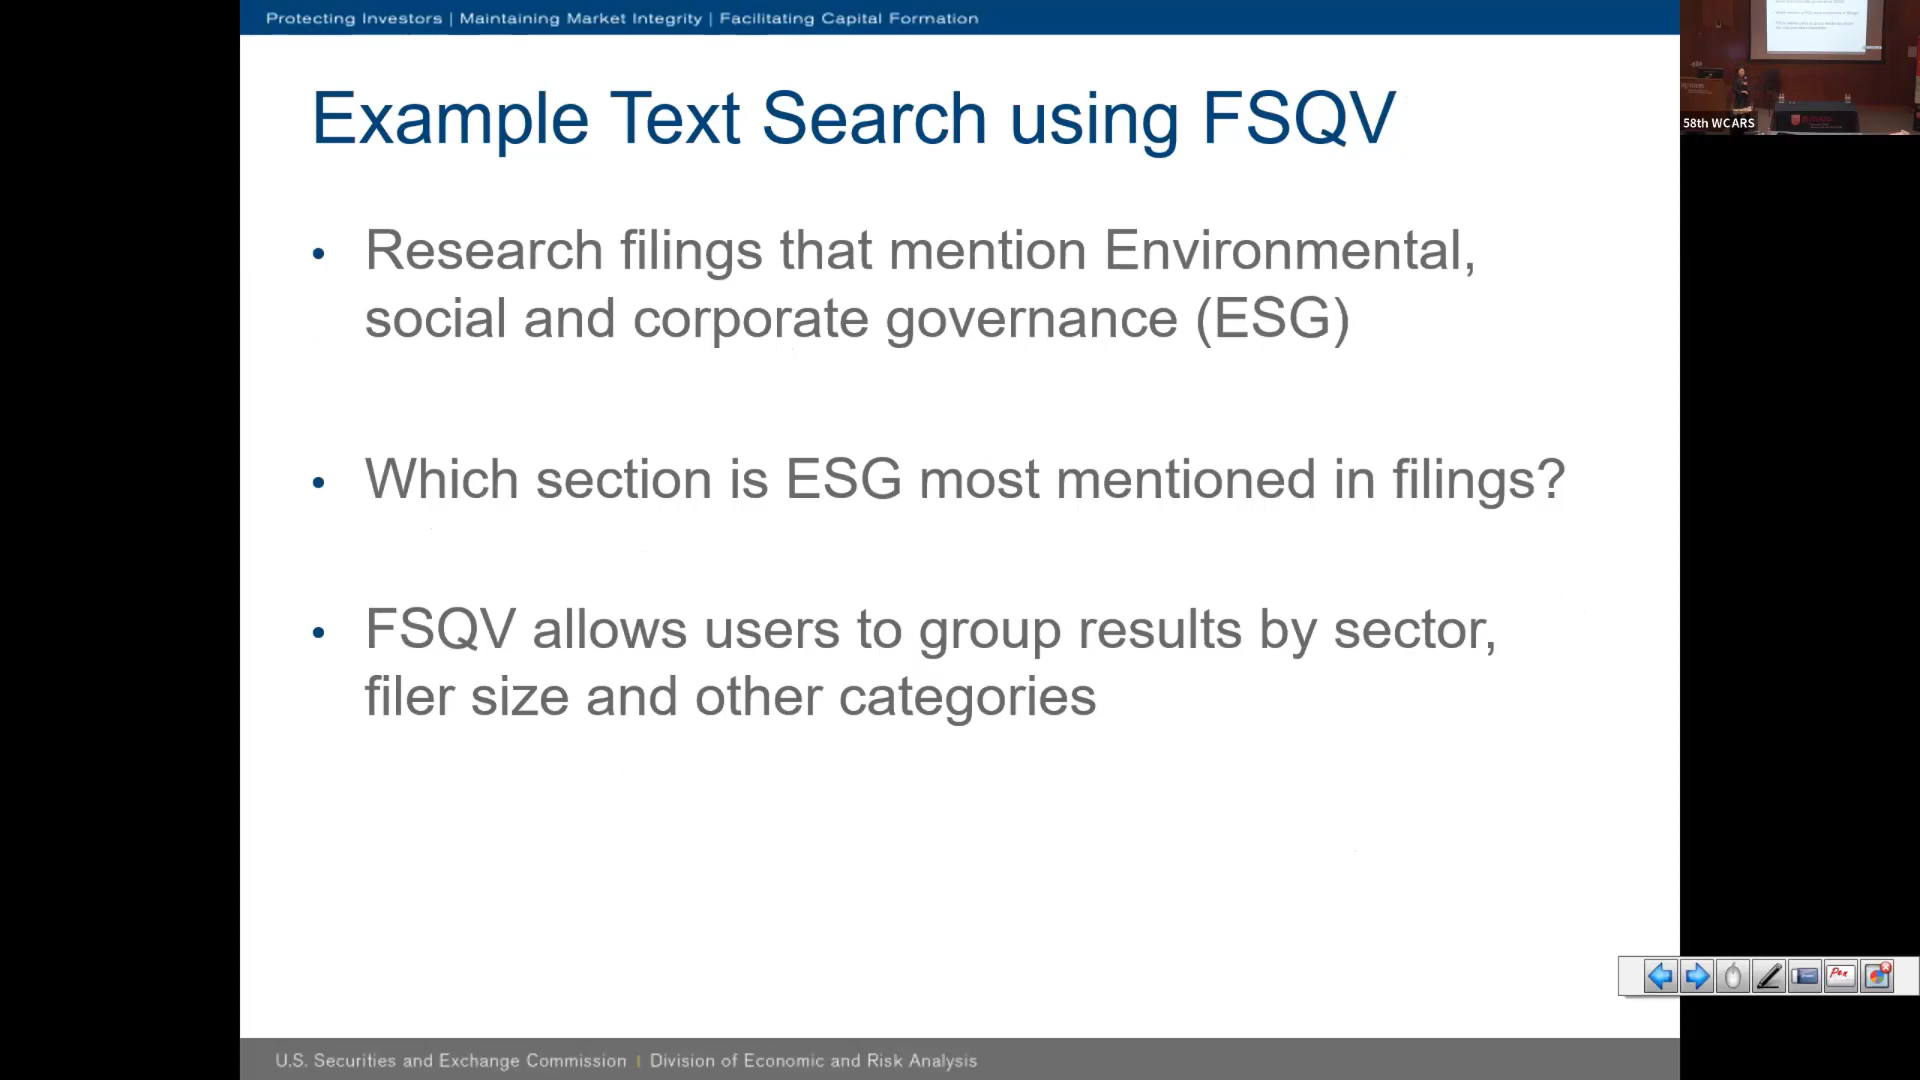 Protecting Investors | Maintaining Market Integrity | Facilitating Capital Formation
Example Text Search using FSQV
• Research filings that mention Environmental,
social and corporate governance (ESG)
• Which section is ESG most mentioned in filings?
• FSQV allows users to group results by sector,
filer size and other categories
58th WCARS
Pen
U.S. Securities and Exchange Commission | Division of Economic and Risk Analysis